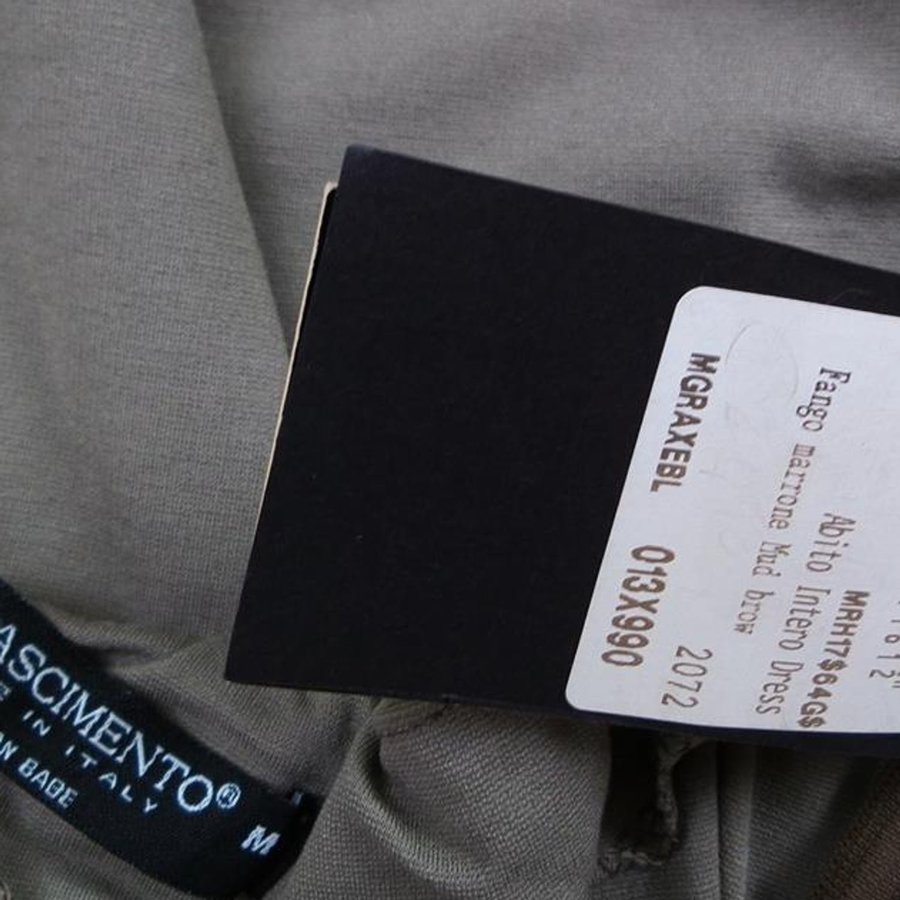 MRH17$64G$
Abito Intero Dress
Fango marrone Mud brow
2072
MGRAXEBL 013X990
ASCIMENTO®
E IN ITALY
M